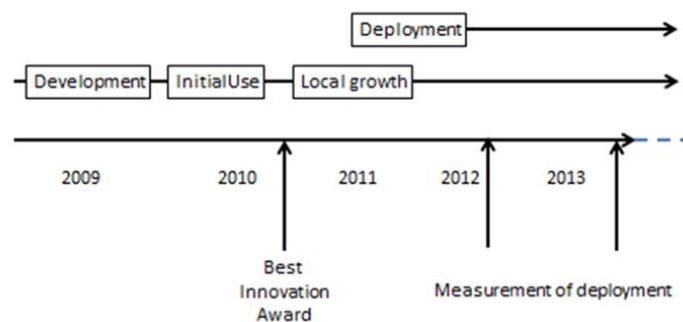 Deployment
Development
InitialUse
Local growth
2009
2010
2011
2012
2013
Best
Innovation
Award
Measurement of deployment